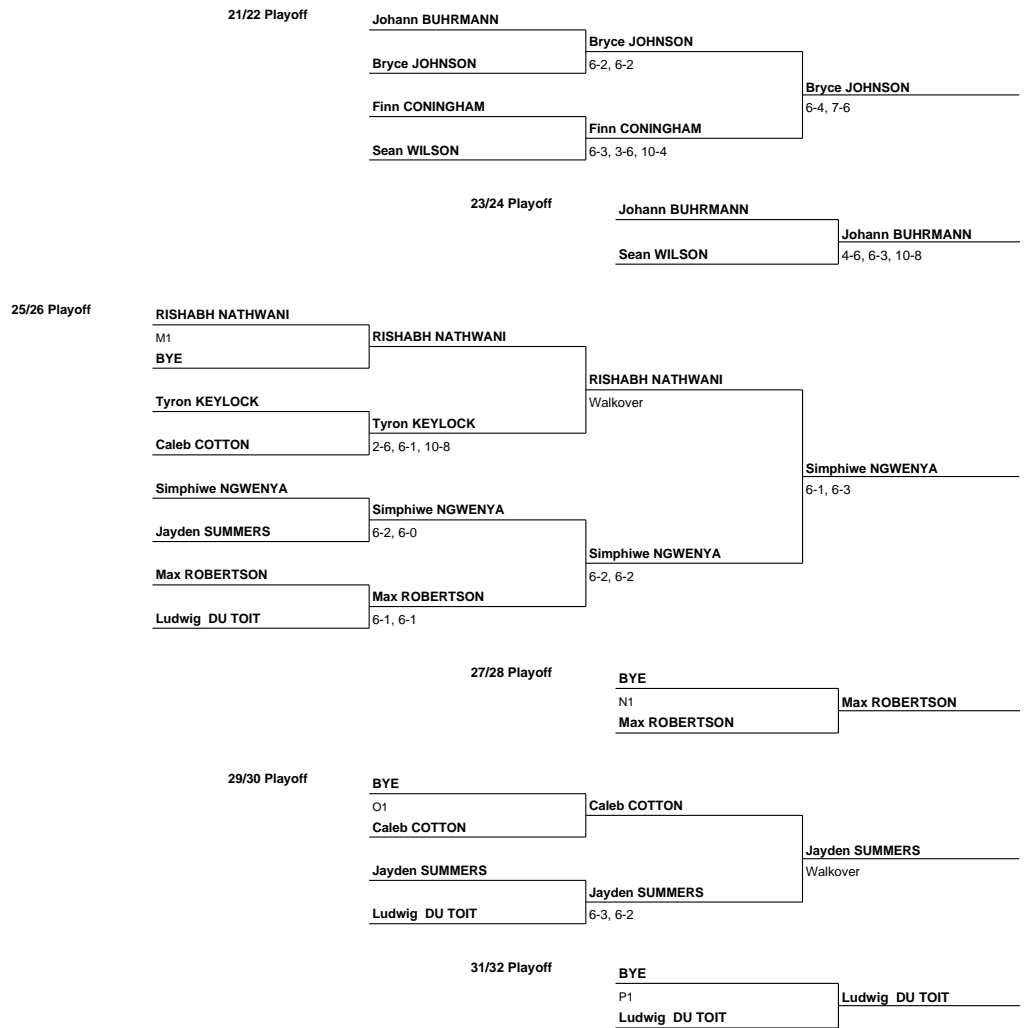 21/22 Playoff
Johann BUHRMANN
Bryce JOHNSON
Bryce JOHNSON
6-2, 6-2
Bryce JOHNSON
6-4, 7-6
Finn CONINGHAM
Finn CONINGHAM
Sean WILSON
6-3, 3-6, 10-4
23/24 Playoff
Johann BUHRMANN
Johann BUHRMANN
Sean WILSON
4-6, 6-3, 10-8
25/26 Playoff
RISHABH NATHWANI
M1
RISHABH NATHWANI
BYE
RISHABH NATHWANI
Walkover
Tyron KEYLOCK
Tyron KEYLOCK
Caleb COTTON
2-6, 6-1, 10-8
Simphiwe NGWENYA
6-1, 6-3
Simphiwe NGWENYA
Simphiwe NGWENYA
Jayden SUMMERS
6-2, 6-0
Simphiwe NGWENYA
6-2, 6-2
Max ROBERTSON
Max ROBERTSON
Ludwig  DU TOIT
6-1, 6-1
27/28 Playoff
BYE
N1
Max ROBERTSON
Max ROBERTSON
29/30 Playoff
BYE
O1
Caleb COTTON
Caleb COTTON
Jayden SUMMERS
Walkover
Jayden SUMMERS
Jayden SUMMERS
Ludwig  DU TOIT
6-3, 6-2
31/32 Playoff
BYE
P1
Ludwig  DU TOIT
Ludwig  DU TOIT